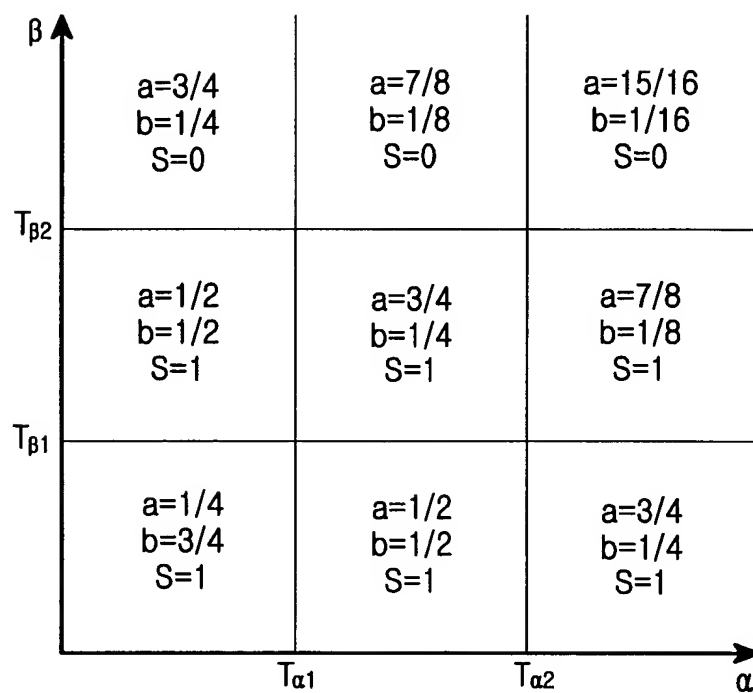 β
a=3/4
b=1/4
S=0
a=7/8
b=1/8
S=0
a=15/16
b=1/16
S=0
Tβ2
a=1/2
b=1/2
S=1
a=3/4
b=1/4
S=1
a=7/8
b=1/8
S=1
Tβ1
a=1/4
b=3/4
S=1
a=1/2
b=1/2
S=1
a=3/4
b=1/4
S=1
Tα1
Tα2
α